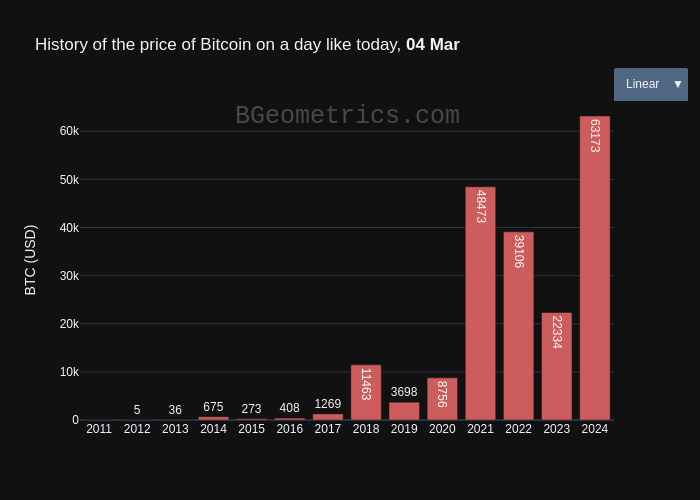 History of the price of Bitcoin on a day like today, 04 Mar
Linear ▼
BGeometrics.com
BTC (USD)
60k
50k
40k
30k
20k
10k
0
5
36
675
273
408
1269
11463
3698
8756
48473
39106
22334
63173
2011 2012 2013 2014 2015 2016 2017 2018 2019 2020 2021 2022 2023 2024